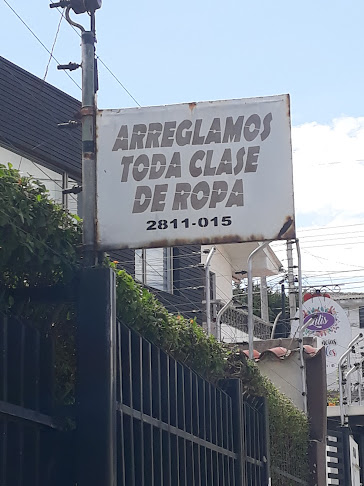 ARREGLAMOS
TODA CLASE
DE ROPA
2811-015